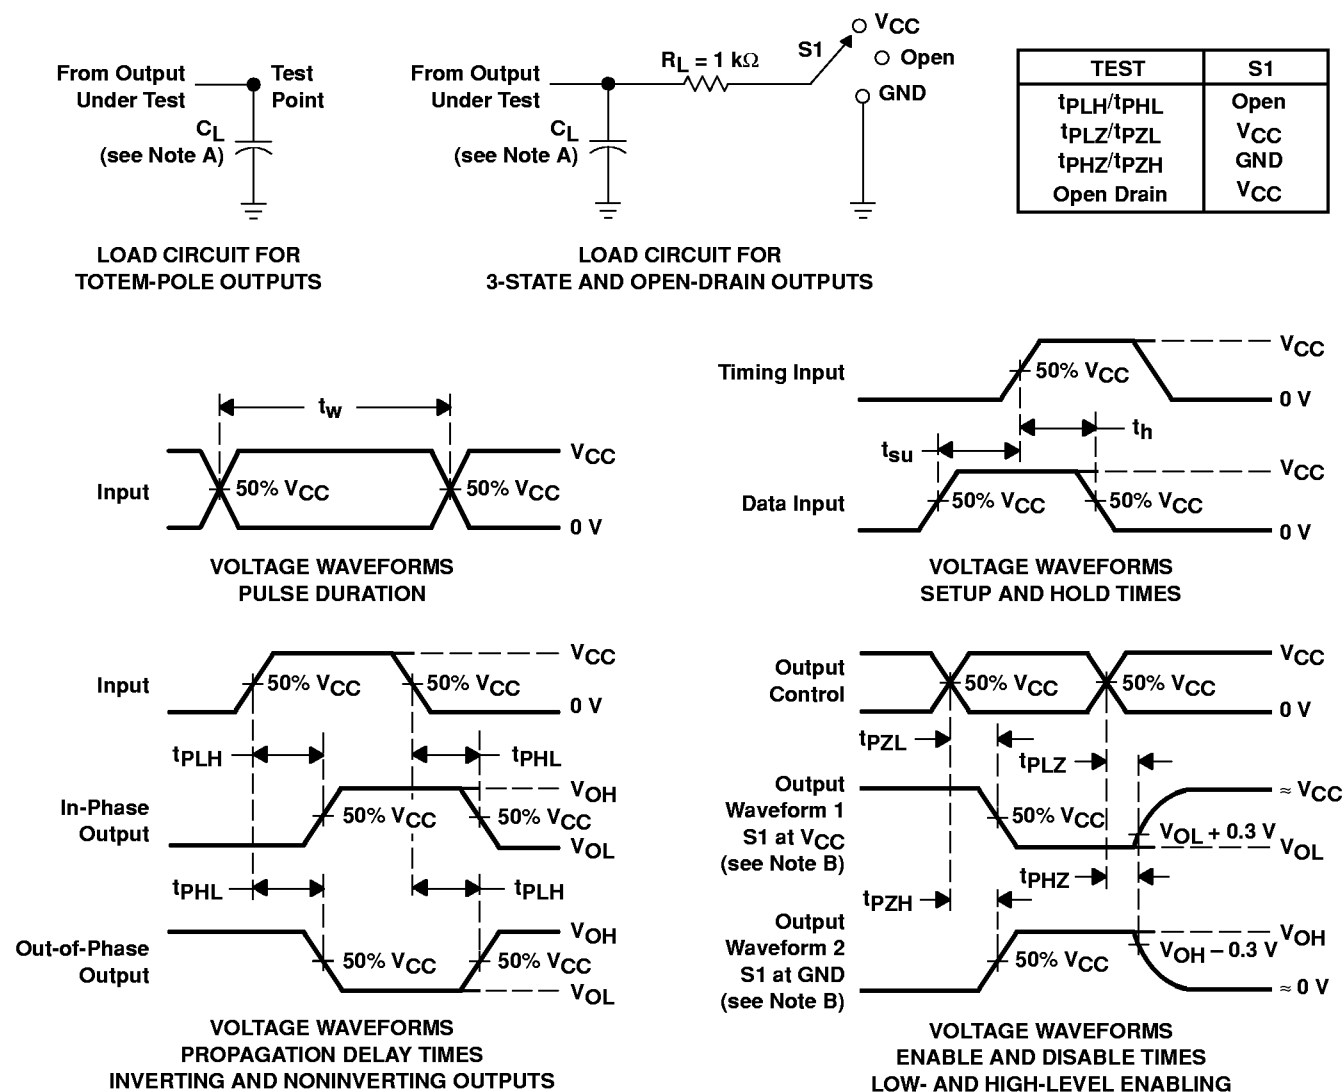 From Output
Under Test
Test
Point
CL
(see Note A)
LOAD CIRCUIT FOR
TOTEM-POLE OUTPUTS
From Output
Under Test
RL = 1 kΩ
S1
VCC
Open
GND
CL
(see Note A)
LOAD CIRCUIT FOR
3-STATE AND OPEN-DRAIN OUTPUTS
TEST S1
tPLH/tPHL Open
tPLZ/tPZL VCC
tPHZ/tPZH GND
Open Drain VCC
tw
Input
50% VCC
50% VCC
VCC
0 V
VOLTAGE WAVEFORMS
PULSE DURATION
Timing Input
50% VCC
VCC
0 V
tsu
th
Data Input
50% VCC
50% VCC
VCC
0 V
VOLTAGE WAVEFORMS
SETUP AND HOLD TIMES
Input
50% VCC
50% VCC
VCC
0 V
tPLH
tPHL
In-Phase
Output
50% VCC
50% VCC
VOH
VOL
tPHL
tPLH
Out-of-Phase
Output
50% VCC
50% VCC
VOH
VOL
VOLTAGE WAVEFORMS
PROPAGATION DELAY TIMES
INVERTING AND NONINVERTING OUTPUTS
Output
Control
50% VCC
50% VCC
VCC
0 V
tPZL
tPLZ
Output
Waveform 1
S1 at VCC
(see Note B)
50% VCC
VOL + 0.3 V
≈ VCC
VOL
tPZH
tPHZ
Output
Waveform 2
S1 at GND
(see Note B)
50% VCC
VOH − 0.3 V
VOH
≈ 0 V
VOLTAGE WAVEFORMS
ENABLE AND DISABLE TIMES
LOW- AND HIGH-LEVEL ENABLING